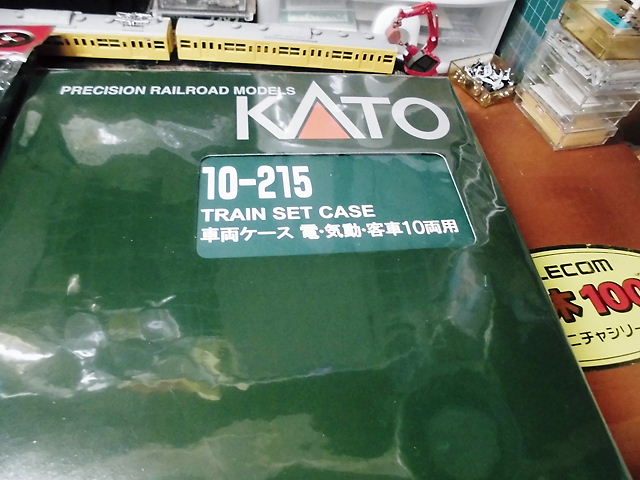 PRECISION RAILROAD MODELS
KATO
10-215
TRAIN SET CASE
車両ケース 電・気動・客車10両用
LECOM
木100
ニチャシリー